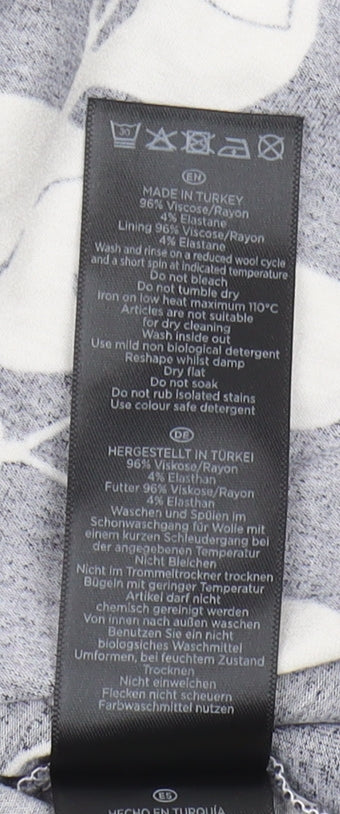 30
EN
MADE IN TURKEY
96% Viscose/Rayon
4% Elastane
Lining 96% Viscose/Rayon
4% Elastane
Wash and rinse on a reduced wool cycle
and a short spin at indicated temperature
Do not bleach
Do not tumble dry
Iron on low heat maximum 110°C
Articles are not suitable
for dry cleaning
Wash inside out
Use mild non biological detergent
Reshape whilst damp
Dry flat
Do not soak
Do not rub isolated stains
Use colour safe detergent
DE
HERGESTELLT IN TÜRKEI
96% Viskose/Rayon
4% Elasthan
Futter 96% Viskose/Rayon
4% Elasthan
Waschen und Spülen im
Schonwaschgang für Wolle mit
einem kurzen Schleudergang bei
der angegebenen Temperatur
Nicht Bleichen
Nicht im Trommeltrockner trocknen
Bügeln mit geringer Temperatur
Artikel darf nicht
chemisch gereinigt werden
Von innen nach außen waschen
Benutzen Sie ein nicht
biologsiches Waschmittel
Umformen, bei feuchtem Zustand
Trocknen
Nicht einweichen
Flecken nicht scheuern
Farbwaschmittel nutzen
ES
HECHO EN TURQUÍA